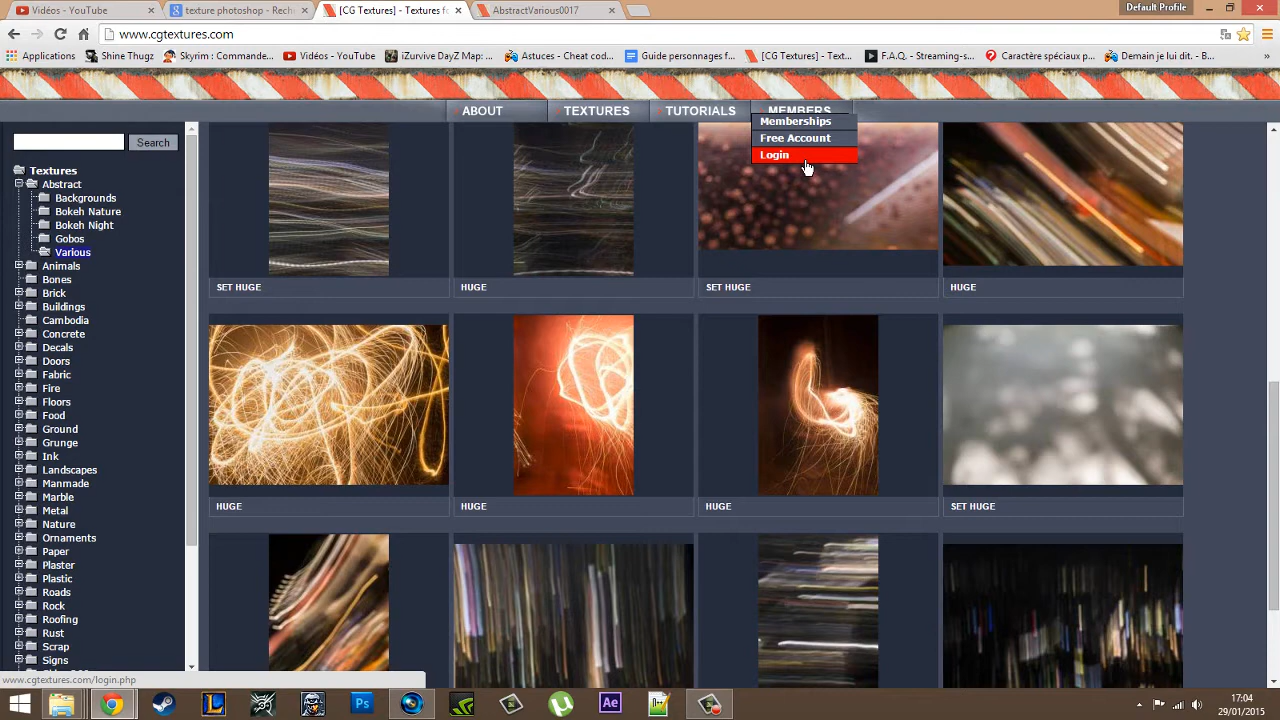 Vidéos - YouTube
texture photoshop - Rech
[CG Textures] - Textures fo
AbstractVarious0017
Default Profile
www.cgtextures.com
Applications
Shine Thugz
Skyrim : Commande...
Vidéos - YouTube
iZurvive DayZ Map: ...
Astuces - Cheat cod...
Guide personnages f...
[CG Textures] - Text...
F.A.Q. - Streaming-s...
Caractère spéciaux p...
Demain je lui dit. - B...
»
ABOUT
TEXTURES
TUTORIALS
MEMBERS
Memberships
Free Account
Login
Search
Textures
Abstract
Backgrounds
Bokeh Nature
Bokeh Night
Gobos
Various
Animals
Bones
Brick
Buildings
Cambodia
Concrete
Decals
Doors
Fabric
Fire
Floors
Food
Ground
Grunge
Ink
Landscapes
Manmade
Marble
Metal
Nature
Ornaments
Paper
Plaster
Plastic
Roads
Rock
Roofing
Rust
Scrap
Signs
SET HUGE
HUGE
SET HUGE
HUGE
HUGE
HUGE
HUGE
SET HUGE
www.cgtextures.com/login.php
Ps
Ae
17:04
29/01/2015